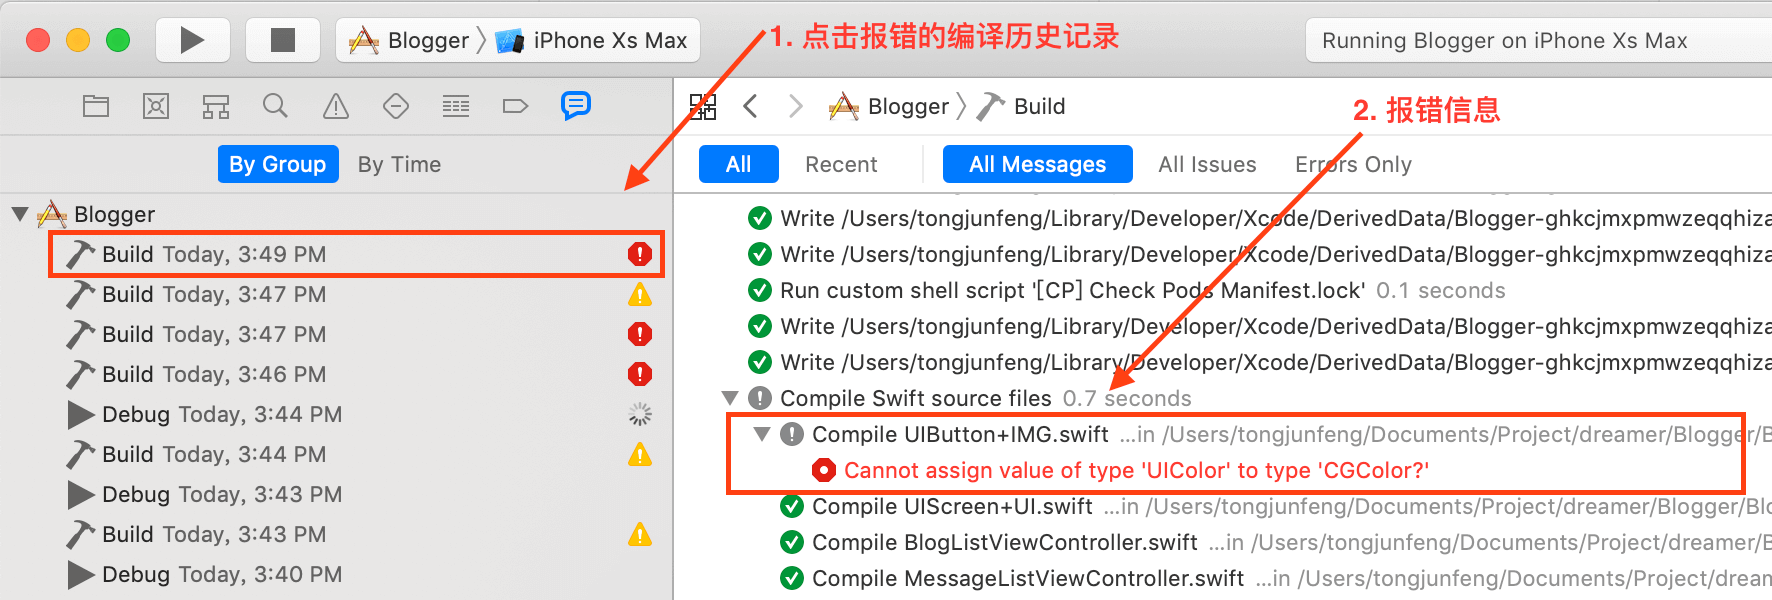 Blogger 〉 iPhone Xs Max
1. 点击报错的编译历史记录
Running Blogger on iPhone Xs Max
Blogger 〉 Build
2. 报错信息
By Group By Time
All Recent All Messages All Issues Errors Only
Blogger
Build Today, 3:49 PM
Build Today, 3:47 PM
Build Today, 3:47 PM
Build Today, 3:46 PM
Debug Today, 3:44 PM
Build Today, 3:44 PM
Debug Today, 3:43 PM
Build Today, 3:43 PM
Debug Today, 3:40 PM
Write /Users/tongjunfeng/Library/Developer/Xcode/DerivedData/Blogger-ghkcjmxpmwzeqqhiza
Write /Users/tongjunfeng/Library/Developer/Xcode/DerivedData/Blogger-ghkcjmxpmwzeqqhiza
Run custom shell script '[CP] Check Pods Manifest.lock' 0.1 seconds
Write /Users/tongjunfeng/Library/Developer/Xcode/DerivedData/Blogger-ghkcjmxpmwzeqqhiza
Write /Users/tongjunfeng/Library/Developer/Xcode/DerivedData/Blogger-ghkcjmxpmwzeqqhiza
Compile Swift source files 0.7 seconds
Compile UIButton+IMG.swift ...in /Users/tongjunfeng/Documents/Project/dreamer/Blogger/B
Cannot assign value of type 'UIColor' to type 'CGColor?'
Compile UIScreen+UI.swift ...in /Users/tongjunfeng/Documents/Project/dreamer/Blogger/Blo
Compile BlogListViewController.swift ...in /Users/tongjunfeng/Documents/Project/dreamer/B
Compile MessageListViewController.swift ...in /Users/tongjunfeng/Documents/Project/dream